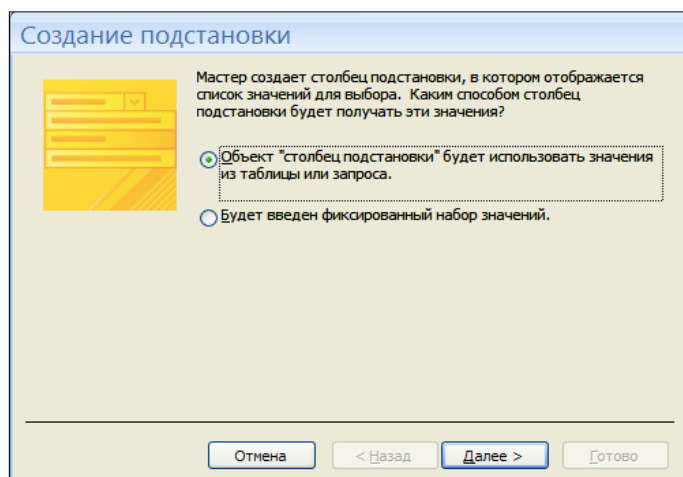 Создание подстановки
Мастер создает столбец подстановки, в котором отображается
список значений для выбора. Каким способом столбец
подстановки будет получать эти значения?
Объект "столбец подстановки" будет использовать значения
из таблицы или запроса.
Будет введен фиксированный набор значений.
Отмена
< Назад
Далее >
Готово